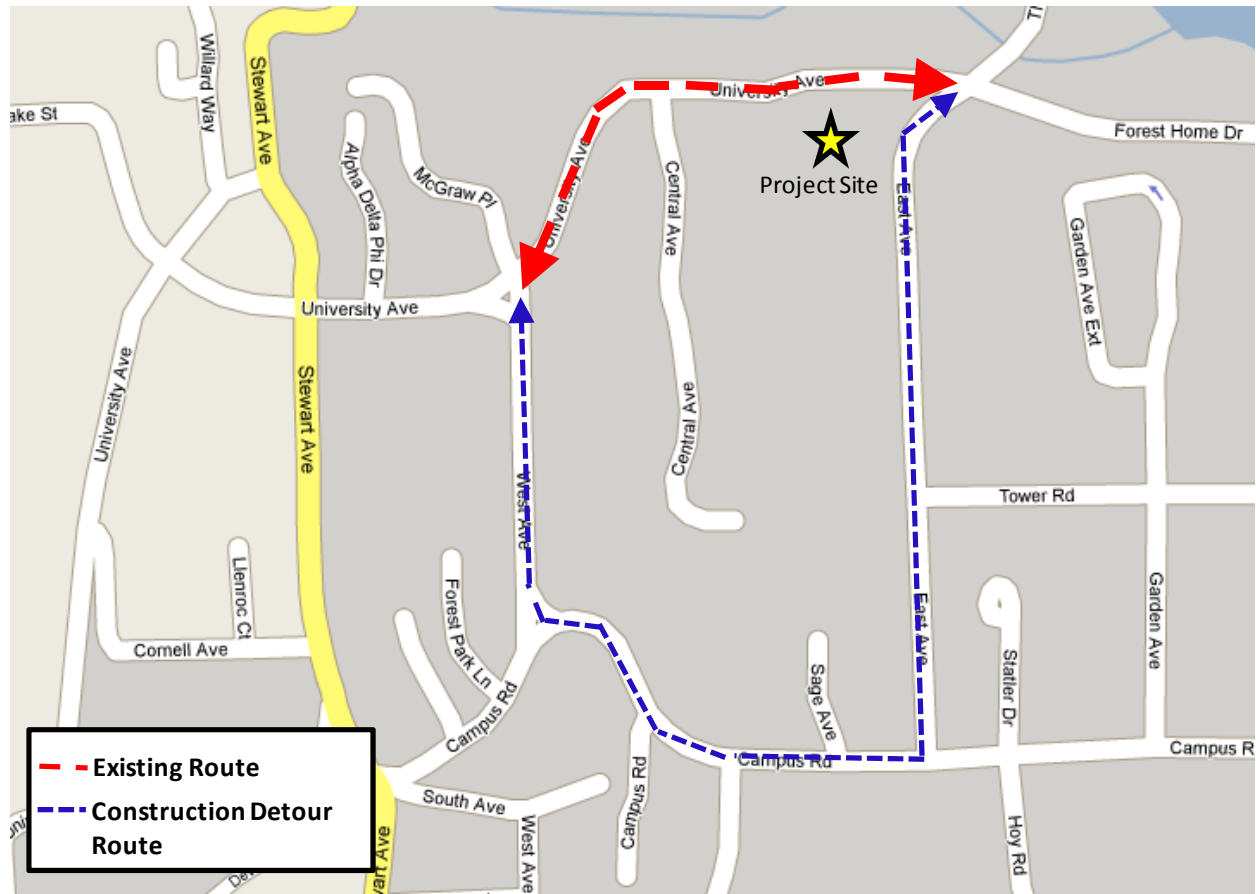 Willard Way
Stewart Ave
ake St
University Ave
Forest Home Dr
Project Site
Alpha Delta Phi Dr
McGraw Pl
University Ave
Central Ave
East Ave
Garden Ave Ext
University Ave
University Ave
Stewart Ave
Central Ave
West Ave
Tower Rd
Llenroc Ct
Cornell Ave
Forest Park Ln
Campus Rd
Sage Ave
East Ave
Statler Dr
Garden Ave
Campus Rd
Campus R
Campus Rd
South Ave
West Ave
Hoy Rd
wart Ave
Existing Route
Construction Detour
Route